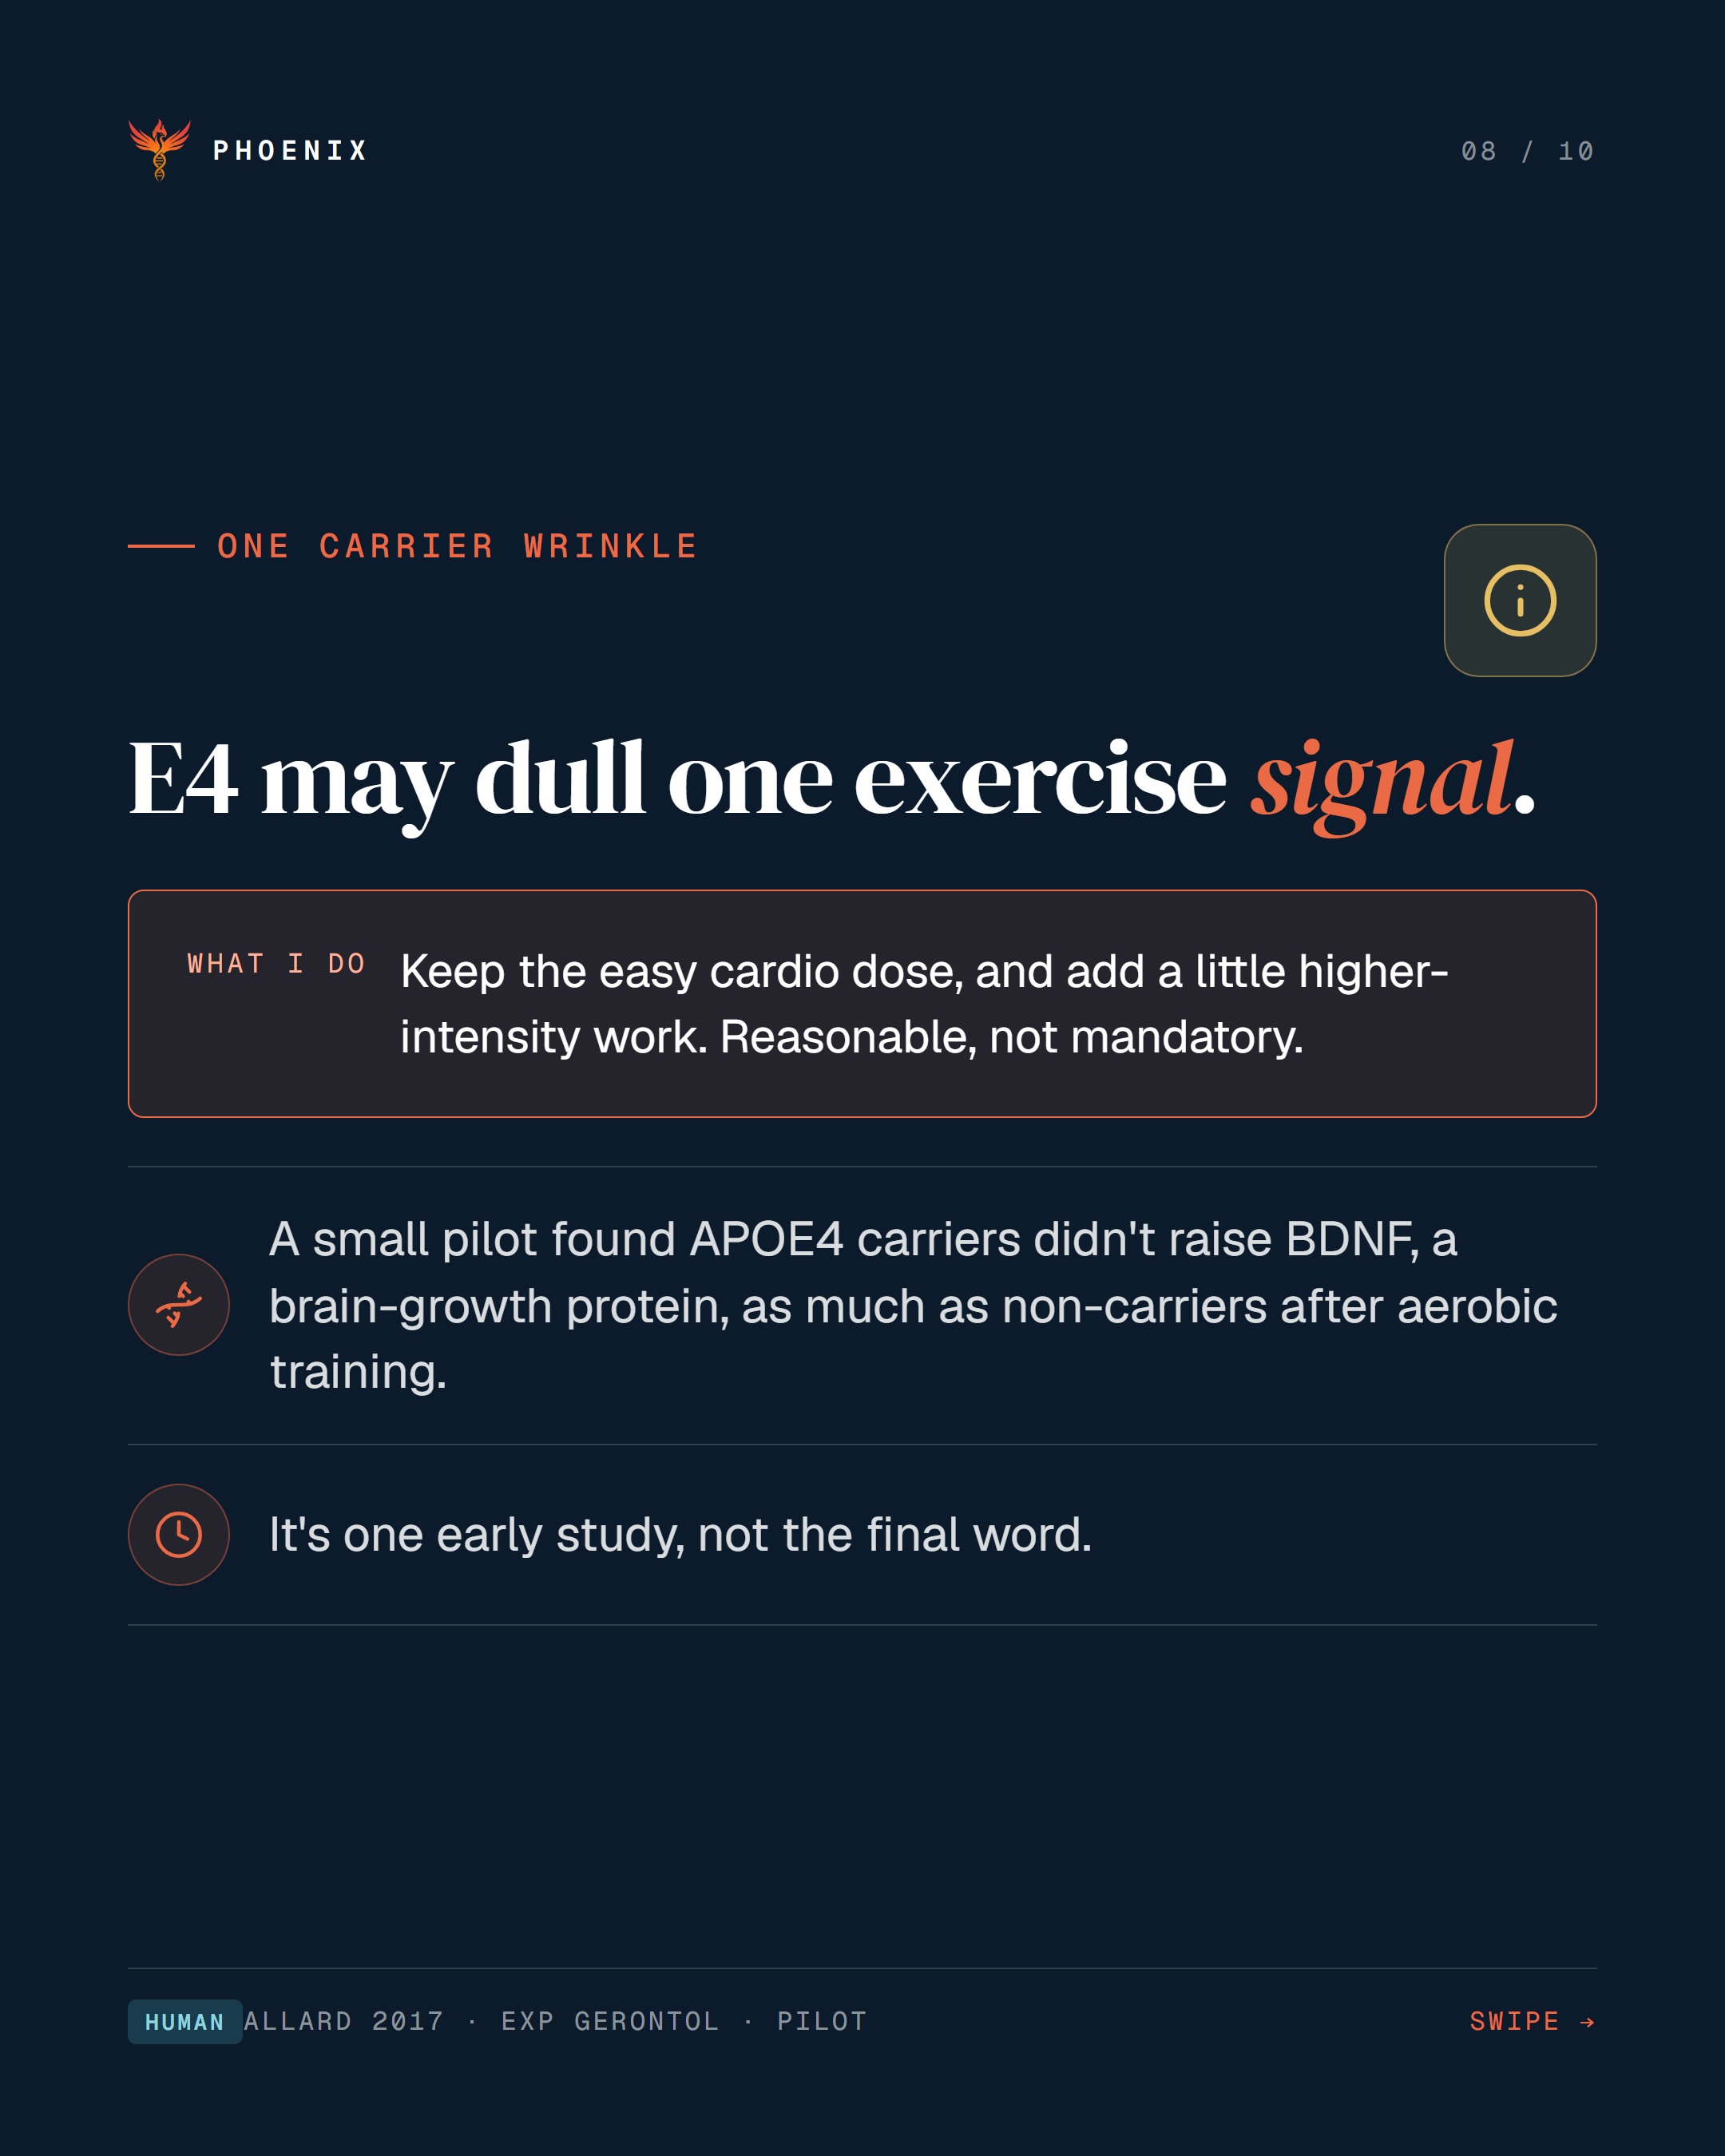 PHOENIX
08 / 10
ONE CARRIER WRINKLE
E4 may dull one exercise signal.
WHAT I DO
Keep the easy cardio dose, and add a little higher-
intensity work. Reasonable, not mandatory.
A small pilot found APOE4 carriers didn't raise BDNF, a
brain-growth protein, as much as non-carriers after aerobic
training.
It's one early study, not the final word.
HUMAN ALLARD 2017 · EXP GERONTOL · PILOT
SWIPE →